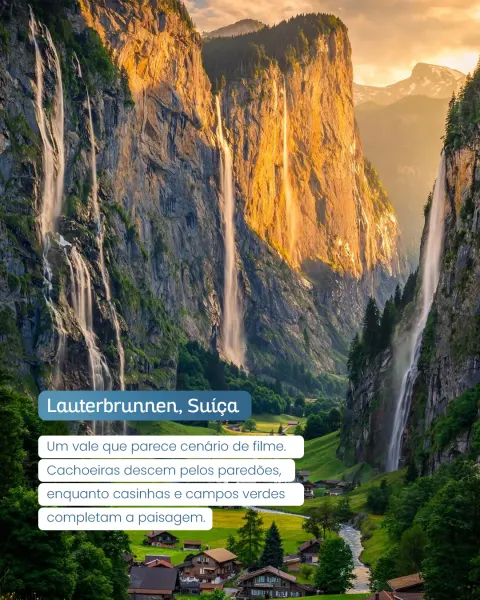 Lauterbrunnen, Suíça
Um vale que parece cenário de filme.
Cachoeiras descem pelos paredões,
enquanto casinhas e campos verdes
completam a paisagem.